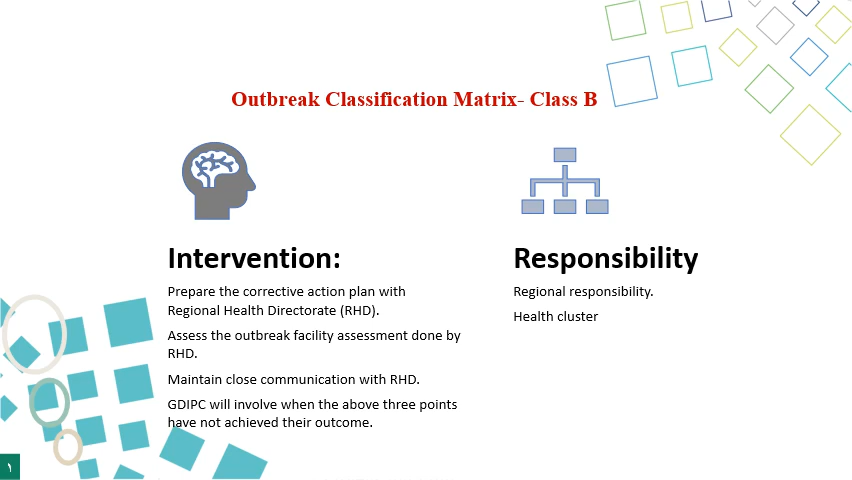 Outbreak Classification Matrix- Class B
Intervention:
Prepare the corrective action plan with
Regional Health Directorate (RHD).
Assess the outbreak facility assessment done by
RHD.
Maintain close communication with RHD.
GDIPC will involve when the above three points
have not achieved their outcome.
Responsibility
Regional responsibility.
Health cluster
١